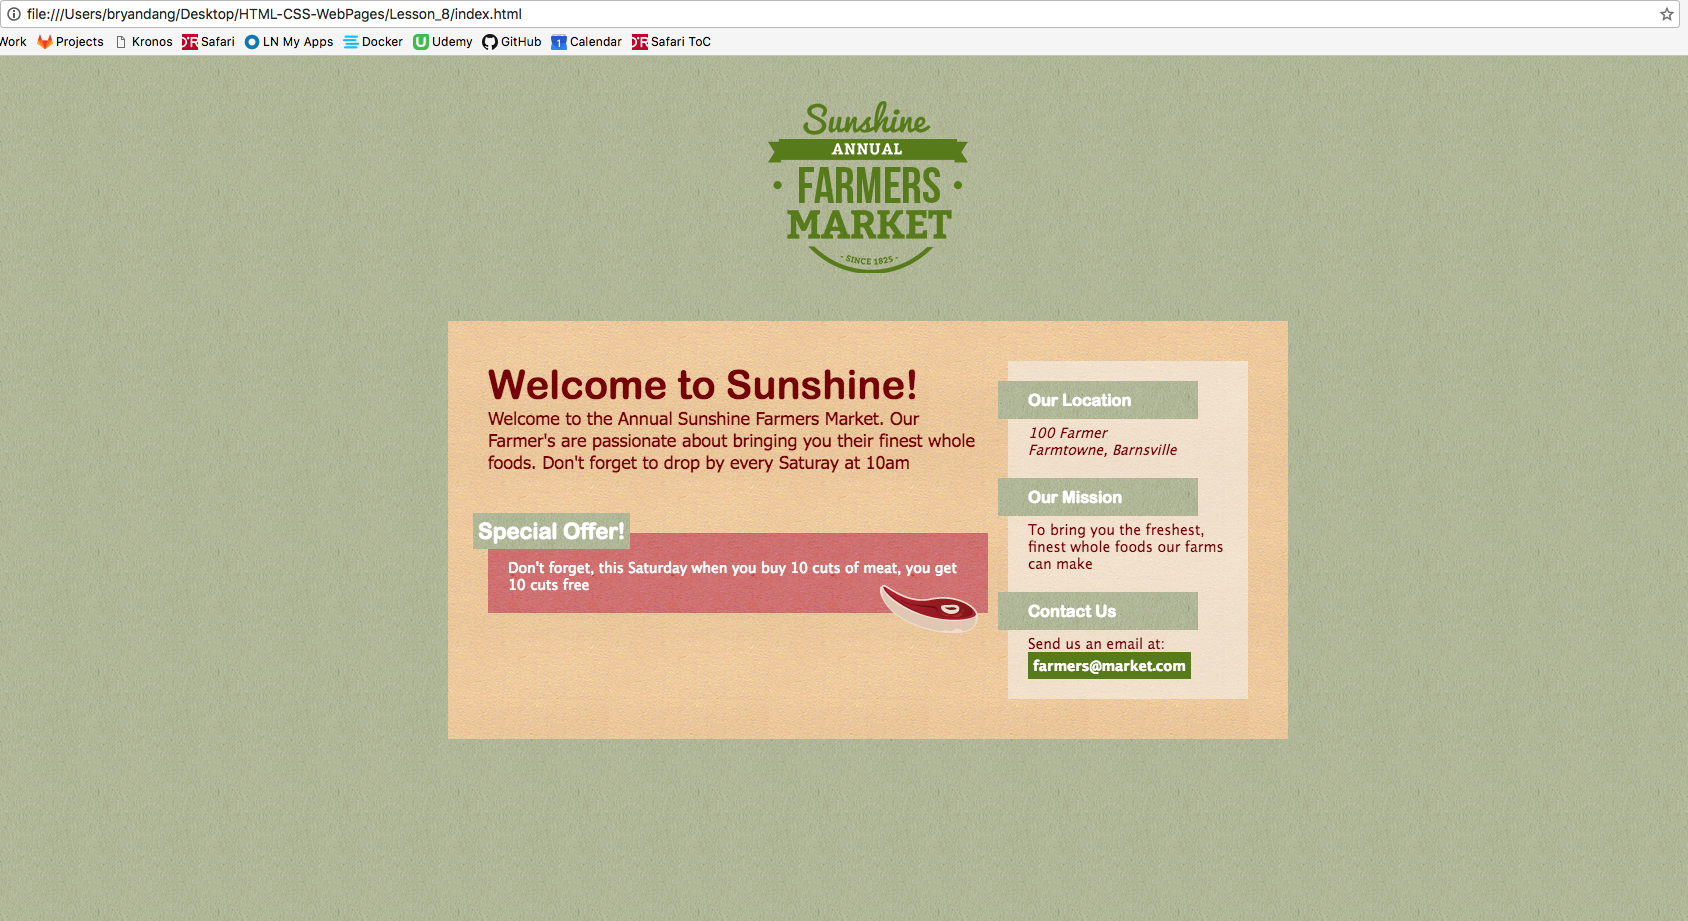 file:///Users/bryandang/Desktop/HTML-CSS-WebPages/Lesson_8/index.html
Work Projects Kronos Safari LN My Apps Docker Udemy GitHub Calendar Safari ToC
Sunshine
ANNUAL
FARMERS
MARKET
- SINCE 1825 -
Welcome to Sunshine!
Welcome to the Annual Sunshine Farmers Market. Our
Farmer's are passionate about bringing you their finest whole
foods. Don't forget to drop by every Saturay at 10am
Special Offer!
Don't forget, this Saturday when you buy 10 cuts of meat, you get
10 cuts free
Our Location
100 Farmer
Farmtowne, Barnsville
Our Mission
To bring you the freshest,
finest whole foods our farms
can make
Contact Us
Send us an email at:
farmers@market.com